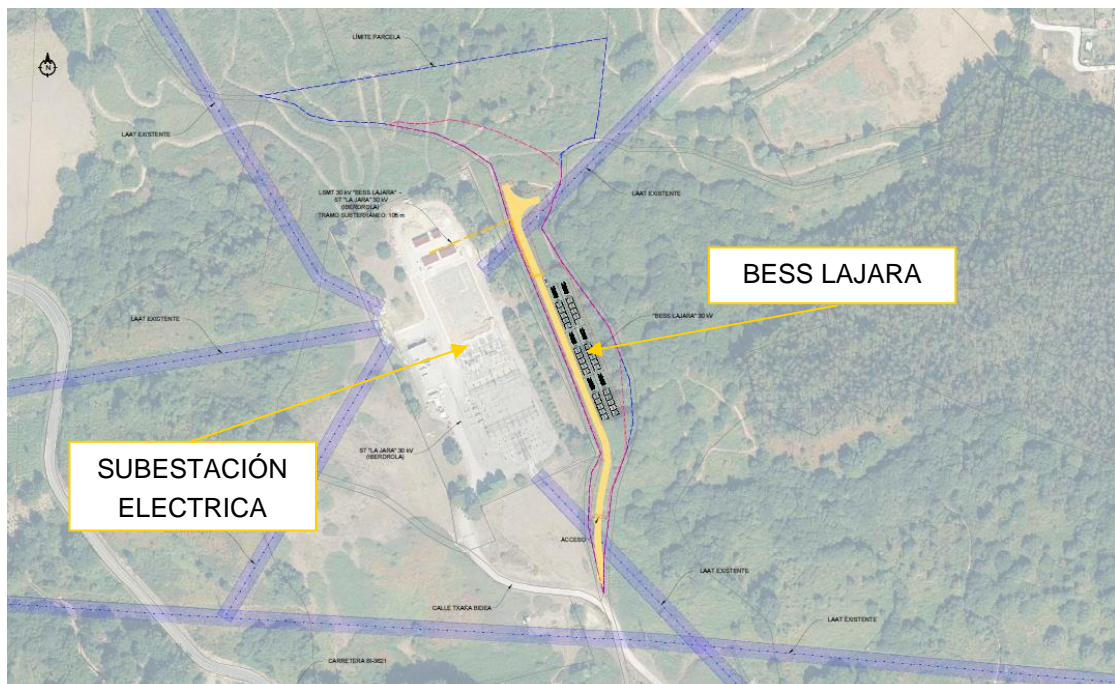 LÍMITE PARCELA
N
LAAT EXISTENTE
LAAT EXISTENTE
LSMT 30 kV "BESS LAJARA" -
ST "LA JARA" 30 kV
(IBERDROLA)
TRAMO SUBTERRÁNEO: 105 m
BESS LAJARA
"BESS LAJARA" 30 kV
LAAT EXISTENTE
SUBESTACIÓN
ELECTRICA
ST "LA JARA" 30 kV
(IBERDROLA)
ACCESO
LAAT EXISTENTE
CALLE TXARA BIDEA
LAAT EXISTENTE
CARRETERA BI-3621